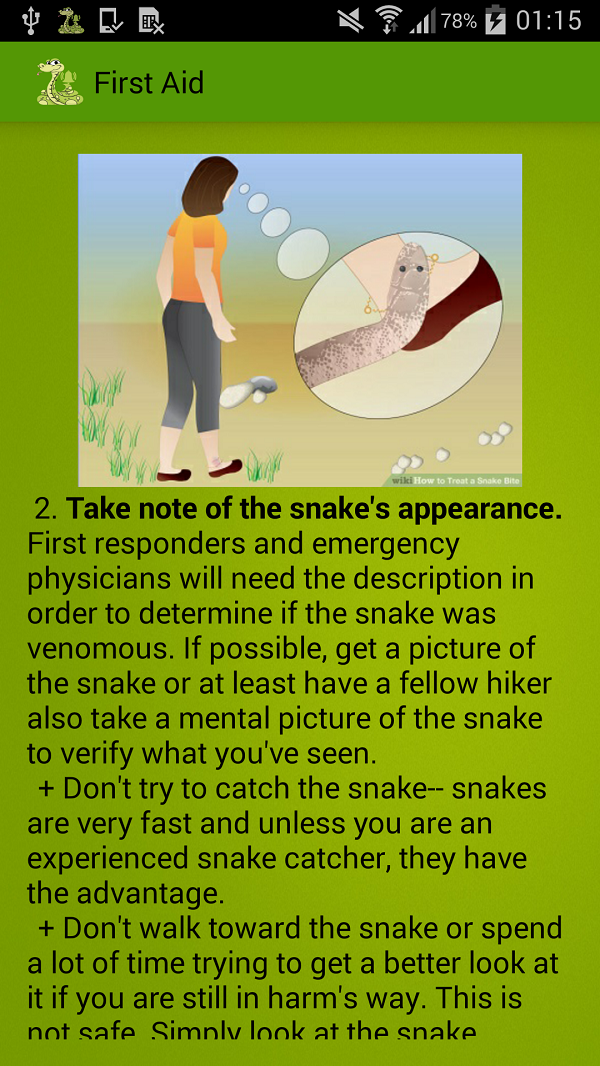 78% 01:15
First Aid
wikiHow to Treat a Snake Bite
2. Take note of the snake's appearance.
First responders and emergency
physicians will need the description in
order to determine if the snake was
venomous. If possible, get a picture of
the snake or at least have a fellow hiker
also take a mental picture of the snake
to verify what you've seen.
+ Don't try to catch the snake-- snakes
are very fast and unless you are an
experienced snake catcher, they have
the advantage.
+ Don't walk toward the snake or spend
a lot of time trying to get a better look at
it if you are still in harm's way. This is
not safe. Simply look at the snake